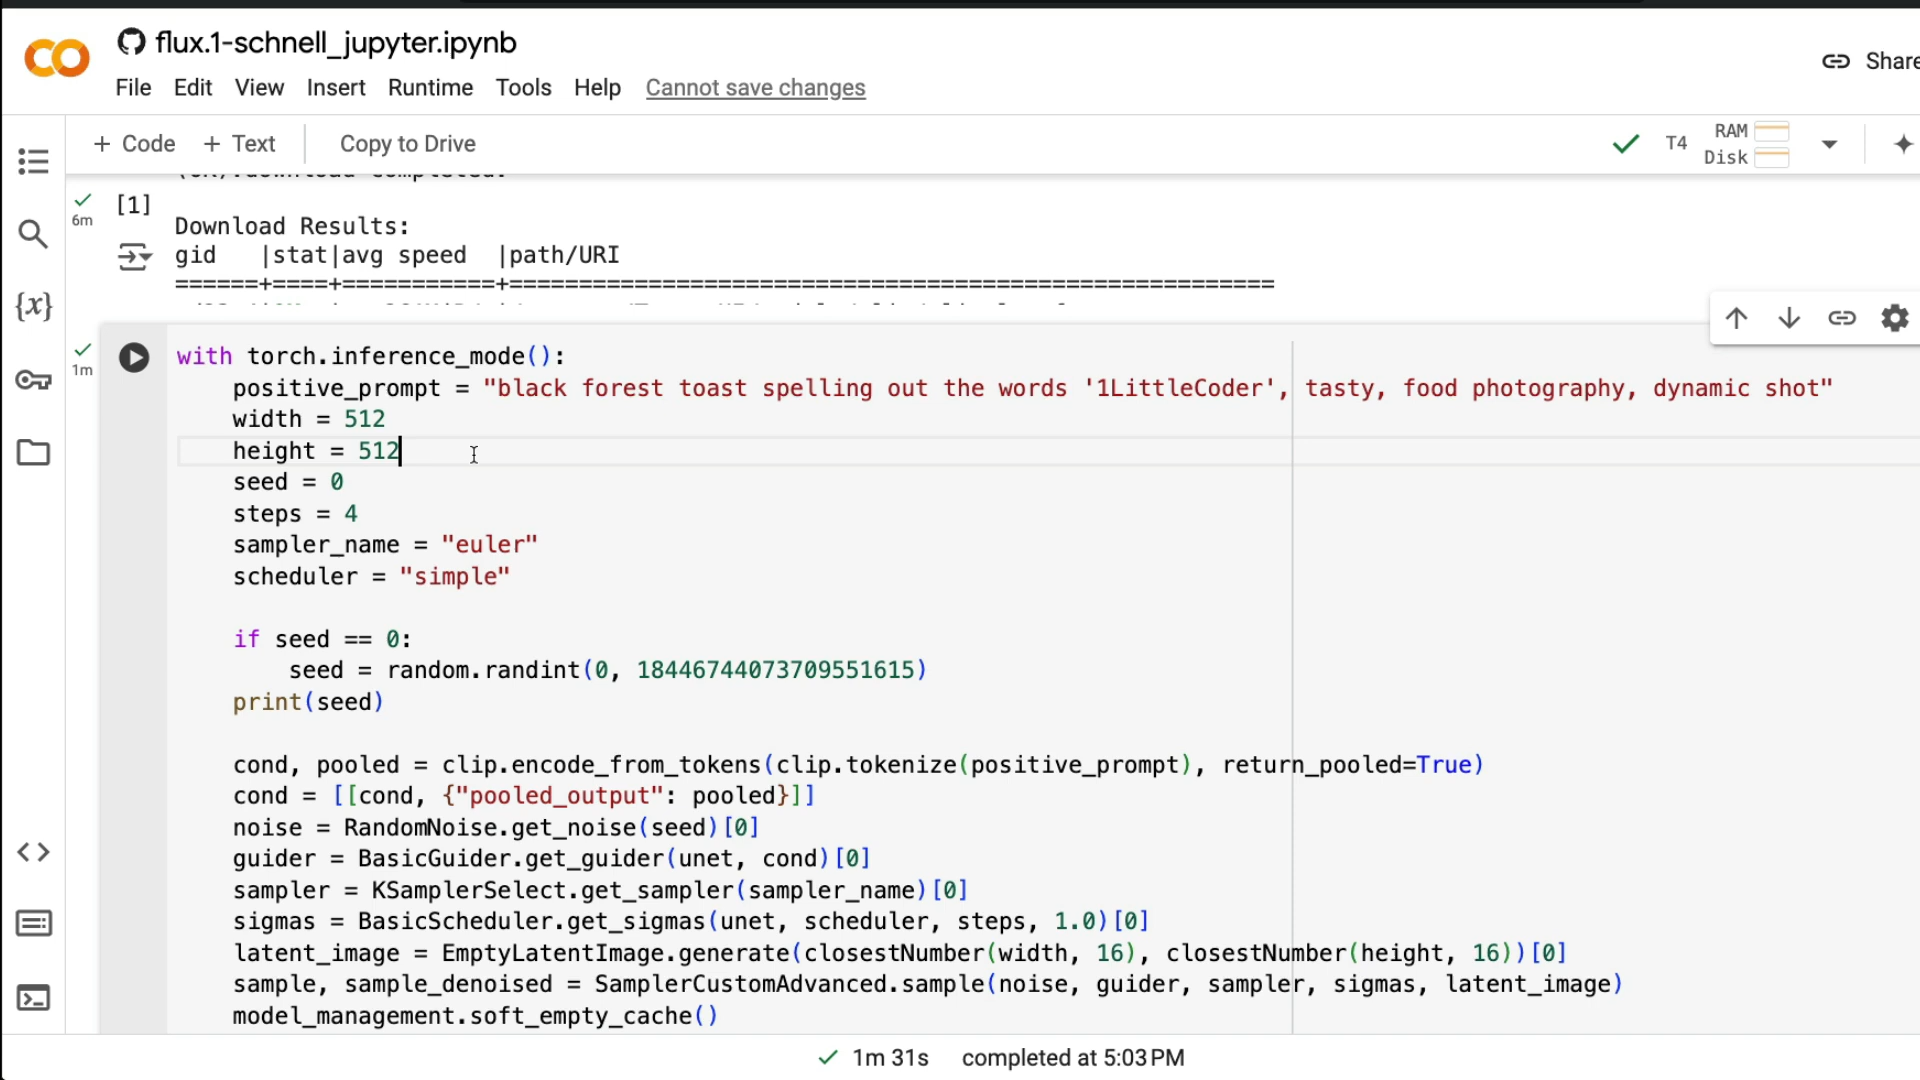 flux.1-schnell_jupyter.ipynb
Share
File Edit View Insert Runtime Tools Help Cannot save changes
+ Code + Text Copy to Drive
T4 RAM
Disk
download completed.
[1]
6m
Download Results:
gid   |stat|avg speed  |path/URI
======+====+===========+=======================================================
1m
with torch.inference_mode():
    positive_prompt = "black forest toast spelling out the words '1LittleCoder', tasty, food photography, dynamic shot"
    width = 512
    height = 512
    seed = 0
    steps = 4
    sampler_name = "euler"
    scheduler = "simple"
    if seed == 0:
        seed = random.randint(0, 18446744073709551615)
    print(seed)
    cond, pooled = clip.encode_from_tokens(clip.tokenize(positive_prompt), return_pooled=True)
    cond = [[cond, {"pooled_output": pooled}]]
    noise = RandomNoise.get_noise(seed)[0]
    guider = BasicGuider.get_guider(unet, cond)[0]
    sampler = KSamplerSelect.get_sampler(sampler_name)[0]
    sigmas = BasicScheduler.get_sigmas(unet, scheduler, steps, 1.0)[0]
    latent_image = EmptyLatentImage.generate(closestNumber(width, 16), closestNumber(height, 16))[0]
    sample, sample_denoised = SamplerCustomAdvanced.sample(noise, guider, sampler, sigmas, latent_image)
    model_management.soft_empty_cache()
1m 31s completed at 5:03 PM